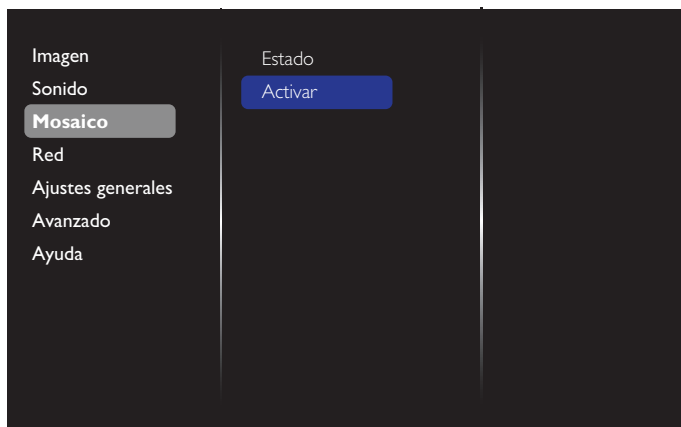 Imagen
Sonido
Mosaico
Red
Ajustes generales
Avanzado
Ayuda
Estado
Activar